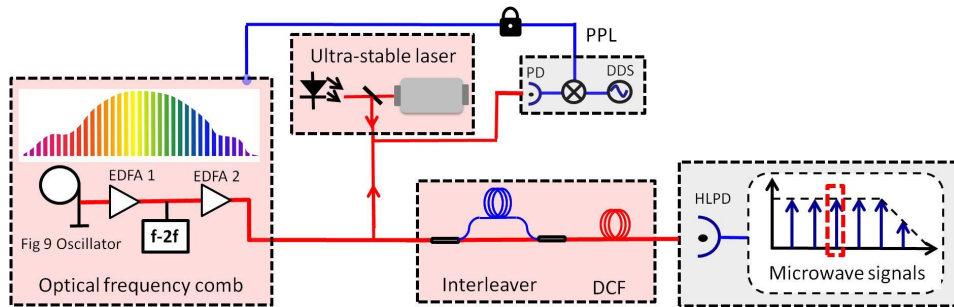 PPL
Ultra-stable laser
PD
DDS
EDFA 1
EDFA 2
Fig 9 Oscillator
f-2f
Optical frequency comb
Interleaver
DCF
HLPD
Microwave signals